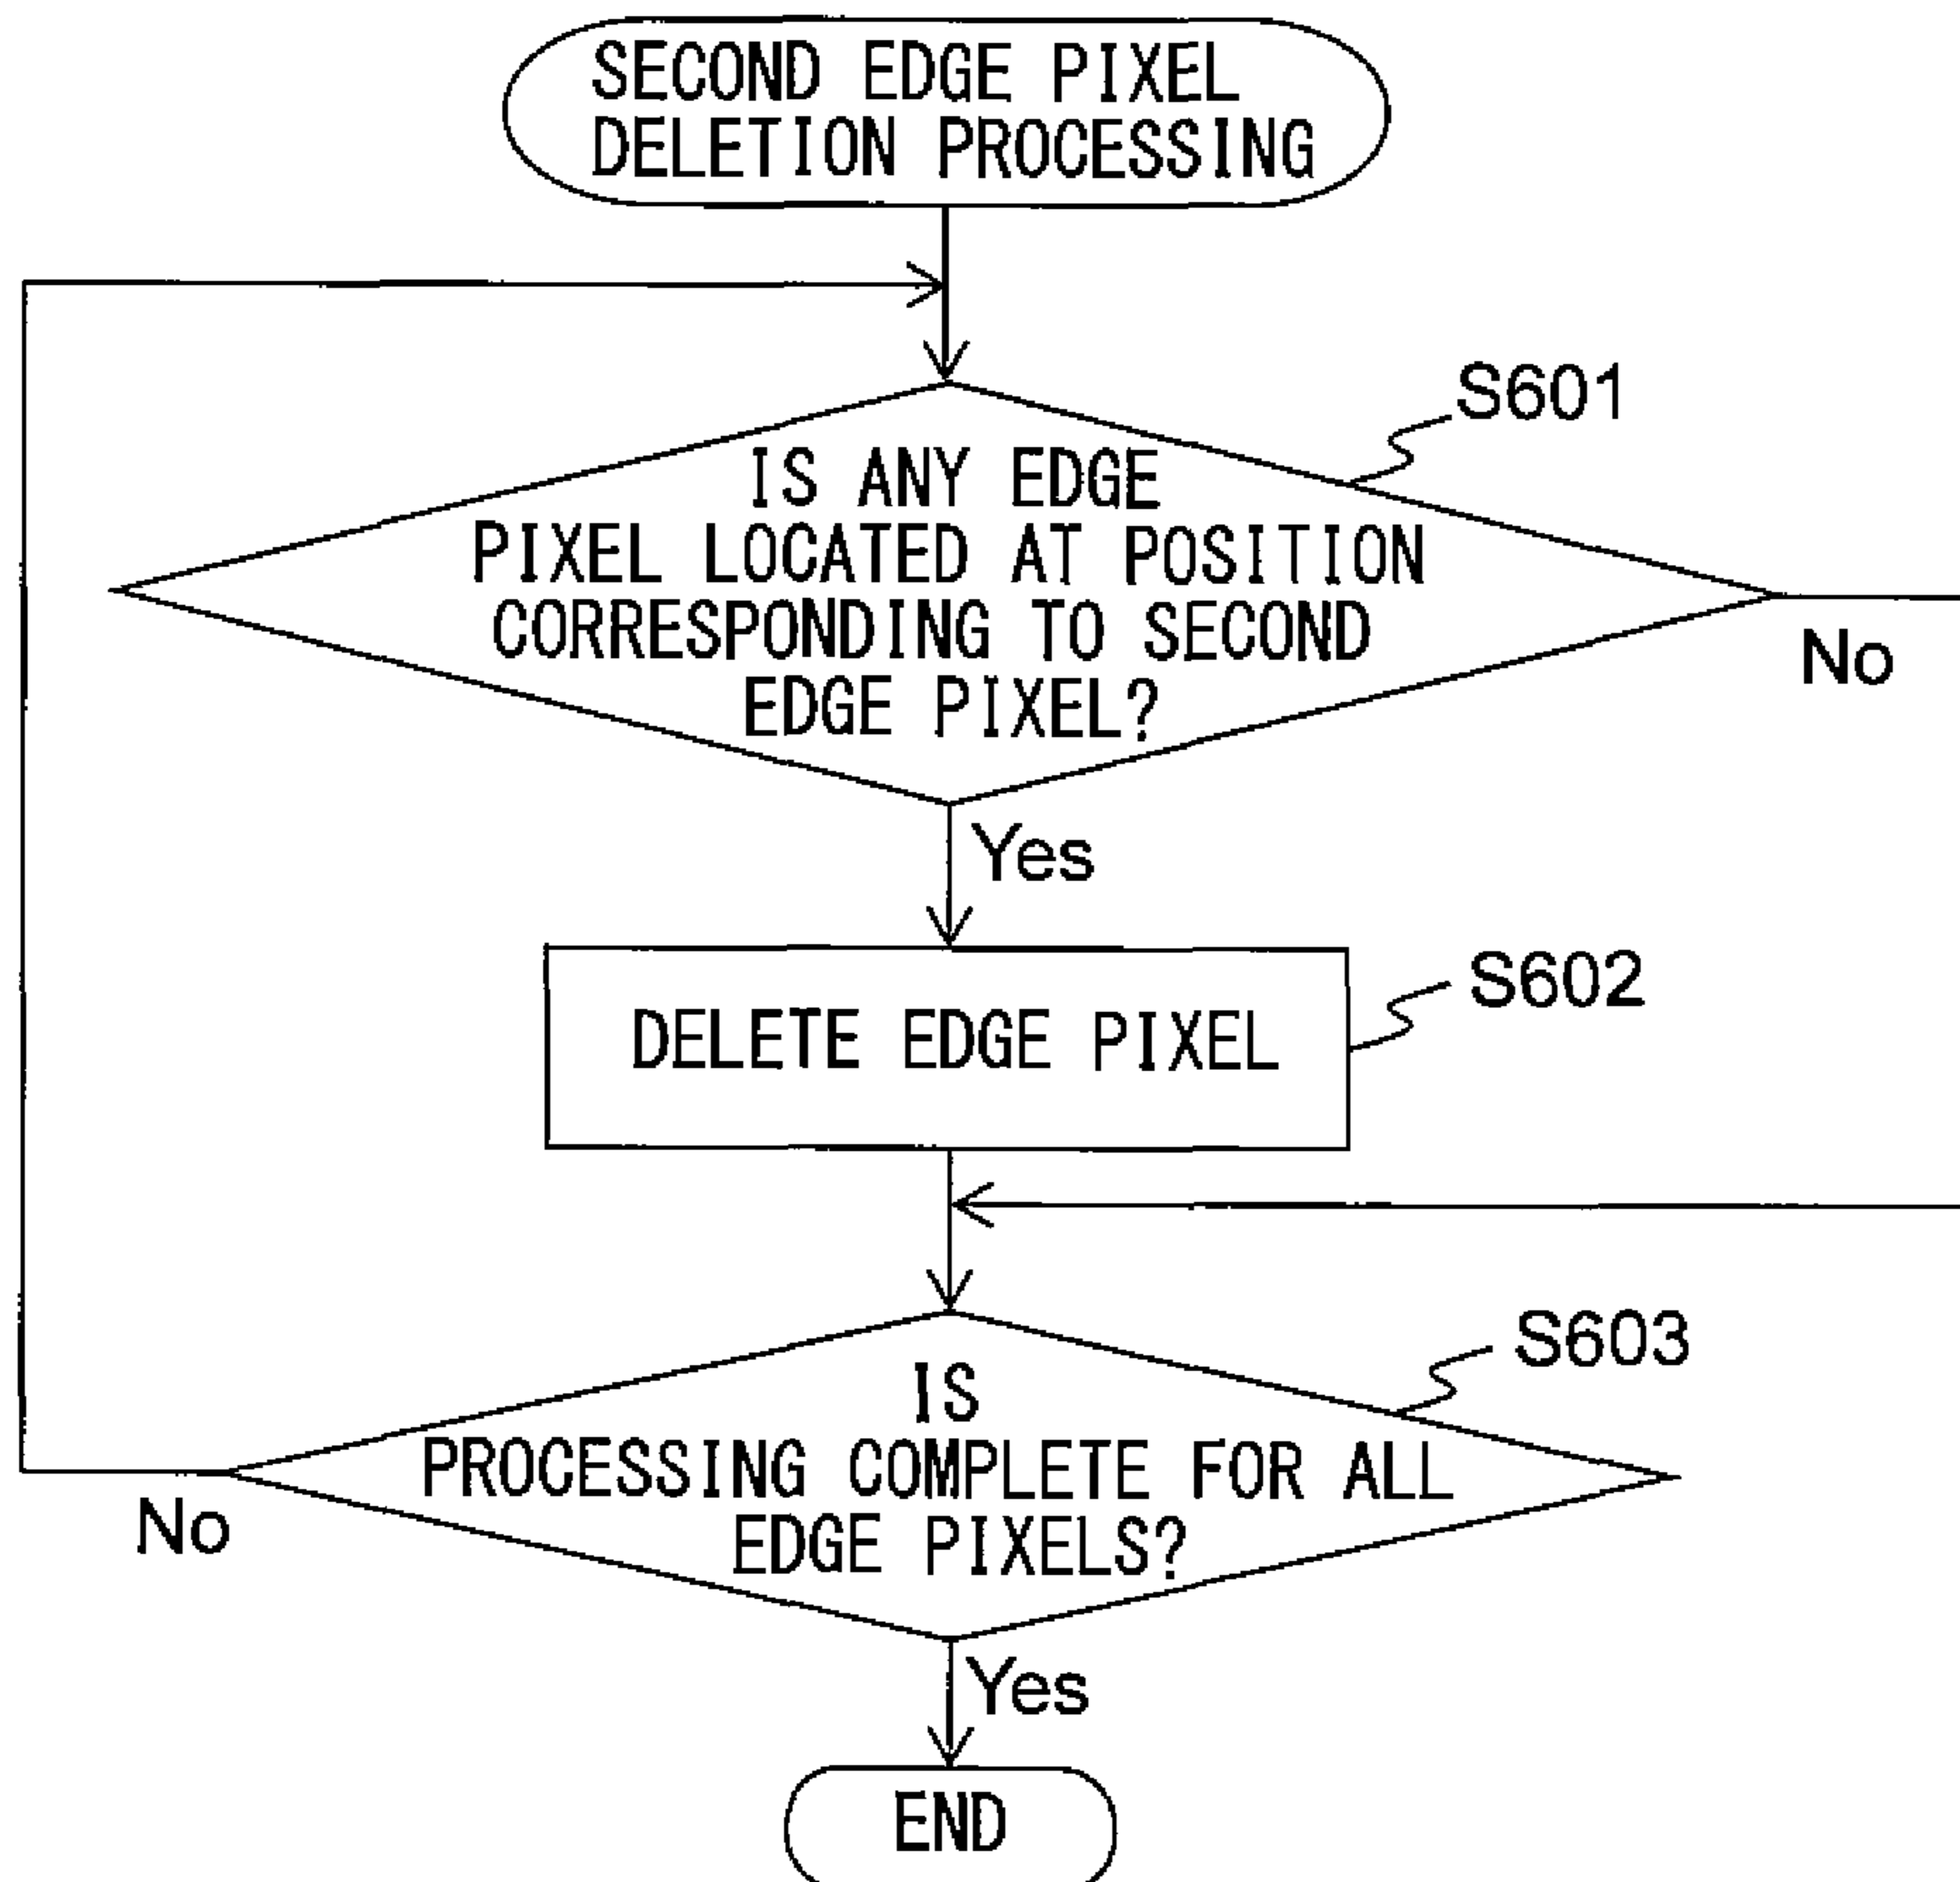 SECOND EDGE PIXEL
DELETION PROCESSING
S601
IS ANY EDGE
PIXEL LOCATED AT POSITION
CORRESPONDING TO SECOND
EDGE PIXEL?
No
Yes
S602
DELETE EDGE PIXEL
S603
IS
PROCESSING COMPLETE FOR ALL
EDGE PIXELS?
No
Yes
END